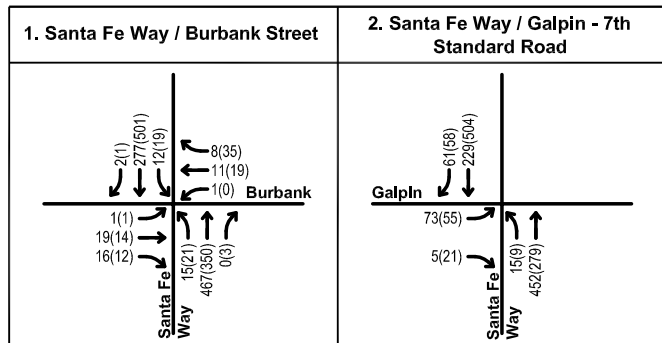 1. Santa Fe Way / Burbank Street
2(1)
277(501)
12(19)
8(35)
11(19)
1(0)
Burbank
1(1)
19(14)
16(12)
15(21)
467(350)
0(3)
Santa Fe
Way
2. Santa Fe Way / Galpin - 7th
Standard Road
61(58)
229(504)
Galpin
73(55)
5(21)
15(9)
452(279)
Santa Fe
Way